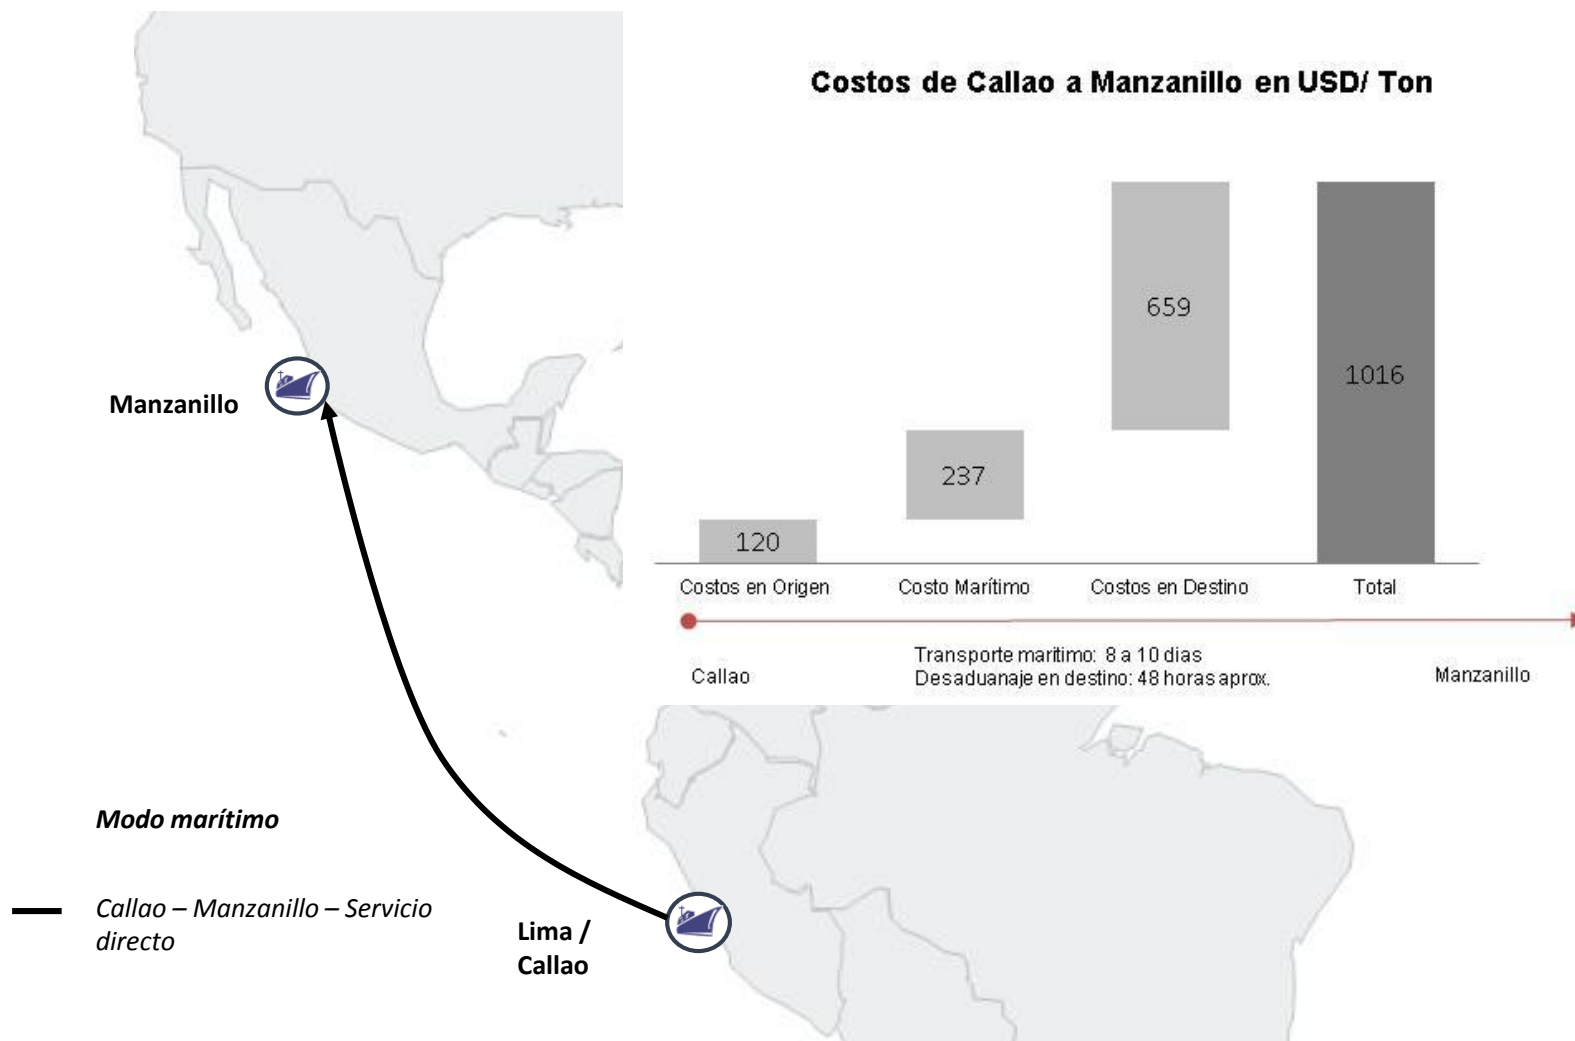 Costos de Callao a Manzanillo en USD/ Ton
659
1016
237
120
Costos en Origen
Costo Marítimo
Costos en Destino
Total
Transporte maritimo: 8 a 10 dias
Desaduanaje en destino: 48 horas aprox.
Callao
Manzanillo
Manzanillo
Modo marítimo
Callao – Manzanillo – Servicio
directo
Lima /
Callao